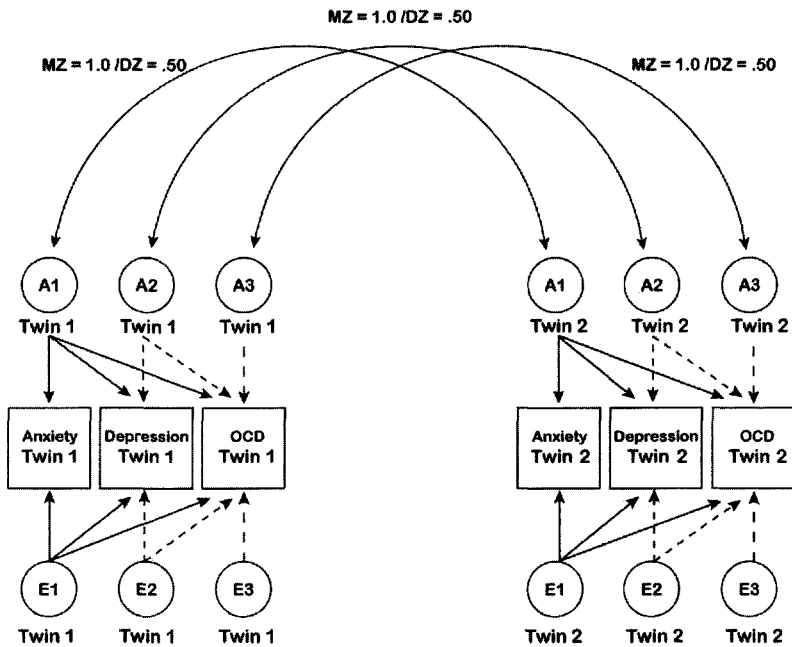 MZ = 1.0 /DZ = .50
MZ = 1.0 /DZ = .50
MZ = 1.0 /DZ = .50
A1
A2
A3
A1
A2
A3
Twin 1
Twin 1
Twin 1
Twin 2
Twin 2
Twin 2
Anxiety
Twin 1
Depression
Twin 1
OCD
Twin 1
Anxiety
Twin 2
Depression
Twin 2
OCD
Twin 2
E1
E2
E3
E1
E2
E3
Twin 1
Twin 1
Twin 1
Twin 2
Twin 2
Twin 2